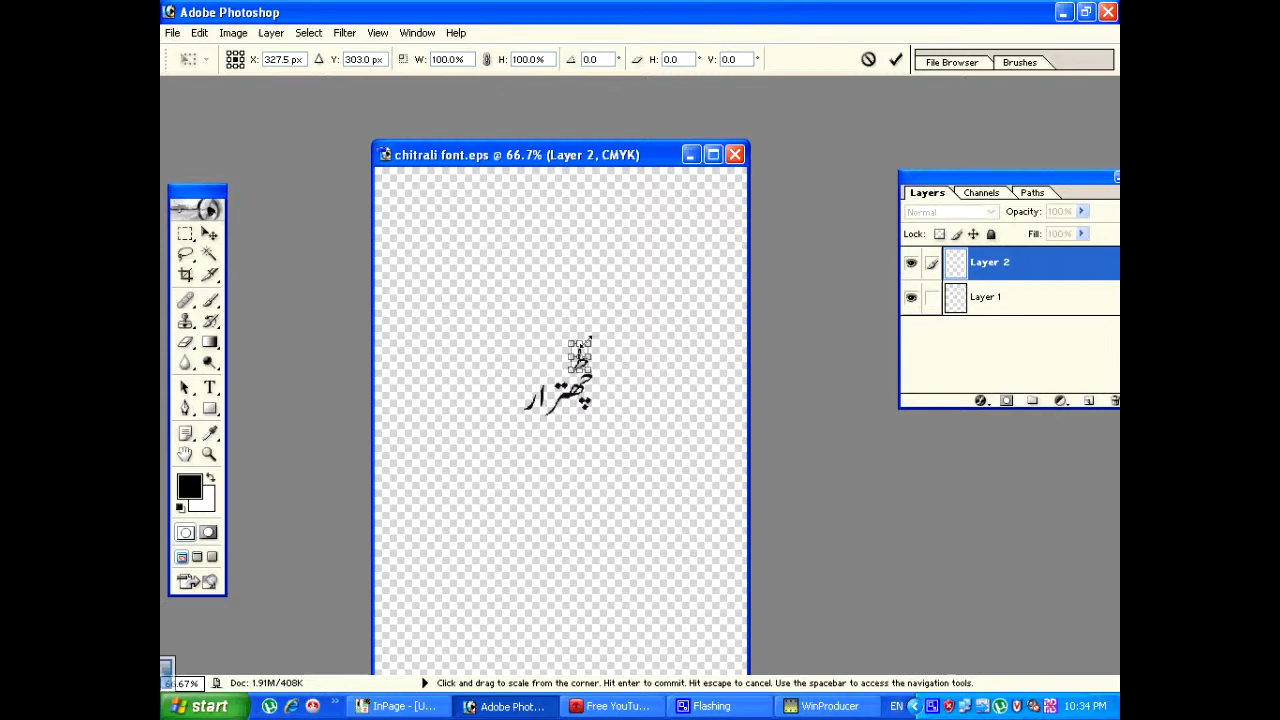 Adobe Photoshop
File Edit Image Layer Select Filter View Window Help
X: 327.5 px Y: 303.0 px W: 100.0% H: 100.0% 0.0 ° H: 0.0 ° V: 0.0 °
File Browser Brushes
chitrali font.eps @ 66.7% (Layer 2, CMYK)
Layers Channels Paths
Normal Opacity: 100%
Lock: Fill: 100%
Layer 2
Layer 1
ط
چھترار
66.67% Doc: 1.91M/408K Click and drag to scale from the corner. Hit enter to commit. Hit escape to cancel. Use the spacebar to access the navigation tools.
start InPage - [U... Adobe Phot... Free YouTu... Flashing WinProducer EN 10:34 PM